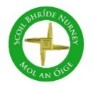 SCOIL BHRÍDE NURNEY
MOL AN ÓIGE